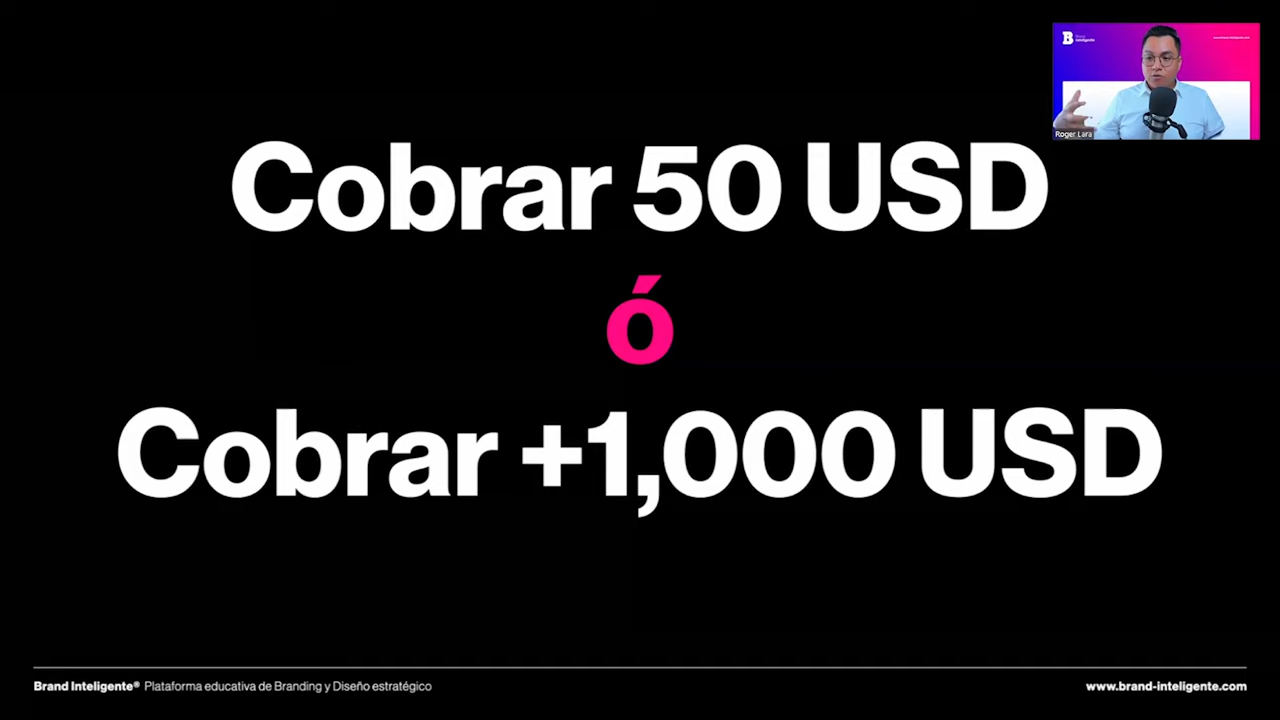 Cobrar 50 USD
ó
Cobrar +1,000 USD
Roger Lara
Brand Inteligente® Plataforma educativa de Branding y Diseño estratégico
www.brand-inteligente.com